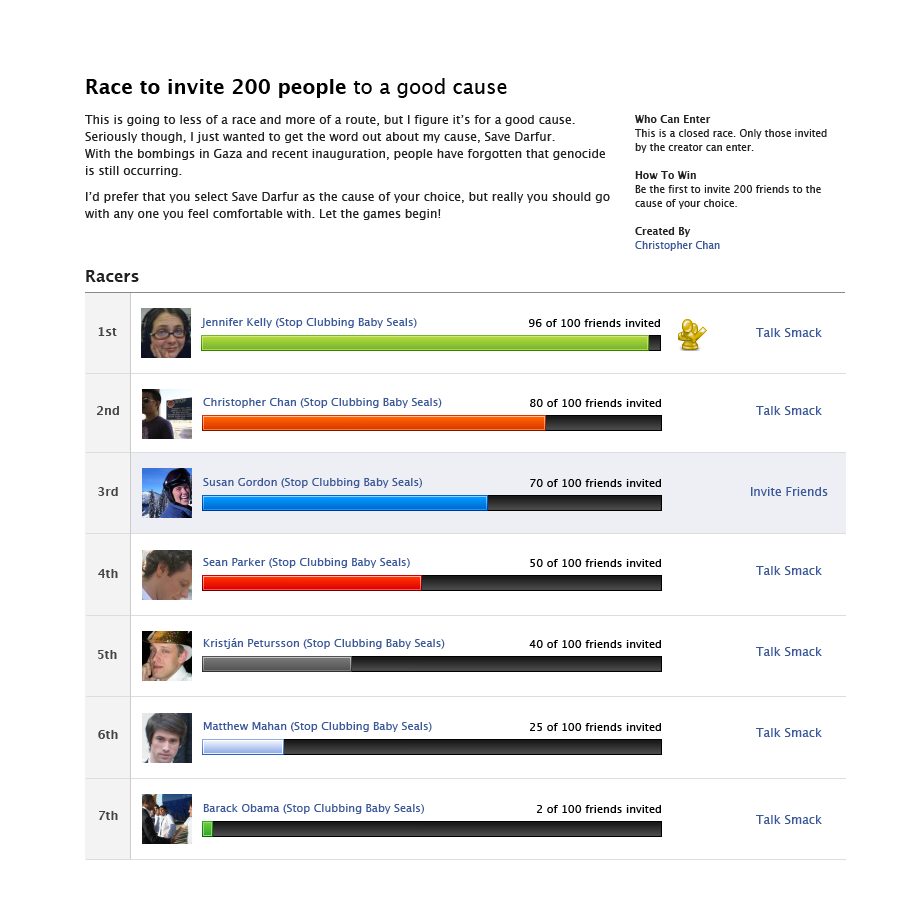 Race to invite 200 people to a good cause
This is going to less of a race and more of a route, but I figure it's for a good cause.
Seriously though, I just wanted to get the word out about my cause, Save Darfur.
With the bombings in Gaza and recent inauguration, people have forgotten that genocide
is still occurring.
I'd prefer that you select Save Darfur as the cause of your choice, but really you should go
with any one you feel comfortable with. Let the games begin!
Who Can Enter
This is a closed race. Only those invited
by the creator can enter.
How To Win
Be the first to invite 200 friends to the
cause of your choice.
Created By
Christopher Chan
Racers
1st
Jennifer Kelly (Stop Clubbing Baby Seals)
96 of 100 friends invited
Talk Smack
2nd
Christopher Chan (Stop Clubbing Baby Seals)
80 of 100 friends invited
Talk Smack
3rd
Susan Gordon (Stop Clubbing Baby Seals)
70 of 100 friends invited
Invite Friends
4th
Sean Parker (Stop Clubbing Baby Seals)
50 of 100 friends invited
Talk Smack
5th
Kristján Petursson (Stop Clubbing Baby Seals)
40 of 100 friends invited
Talk Smack
6th
Matthew Mahan (Stop Clubbing Baby Seals)
25 of 100 friends invited
Talk Smack
7th
Barack Obama (Stop Clubbing Baby Seals)
2 of 100 friends invited
Talk Smack